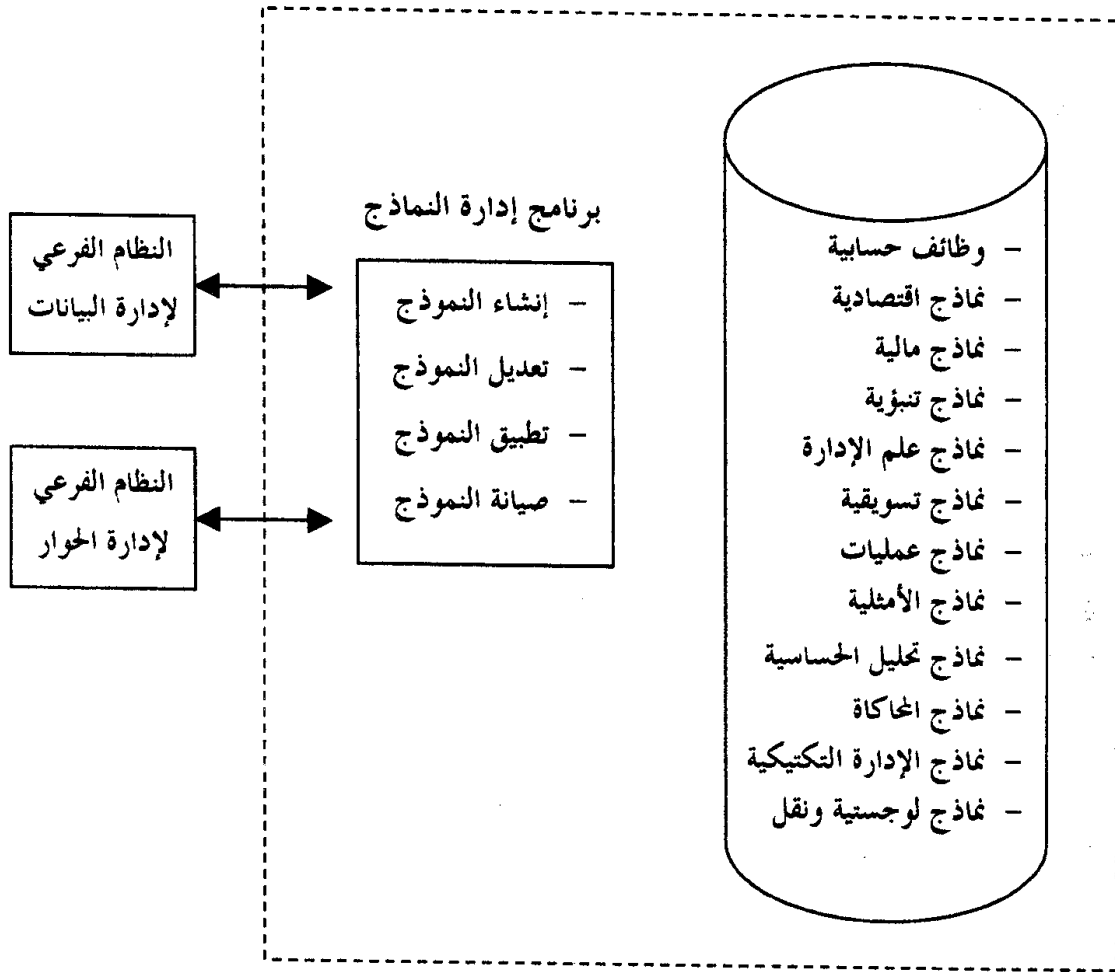 – وظائف حسابية
– نماذج اقتصادية
– نماذج مالية
– نماذج تنبؤية
– نماذج علم الإدارة
– نماذج تسويقية
– نماذج عمليات
– نماذج الأمثلية
– نماذج تحليل الحساسية
– نماذج المحاكاة
– نماذج الإدارة التكتيكية
– نماذج لوجستية ونقل
برنامج إدارة النماذج
– إنشاء النموذج
– تعديل النموذج
– تطبيق النموذج
– صيانة النموذج
النظام الفرعي
لإدارة البيانات
النظام الفرعي
لإدارة الحوار